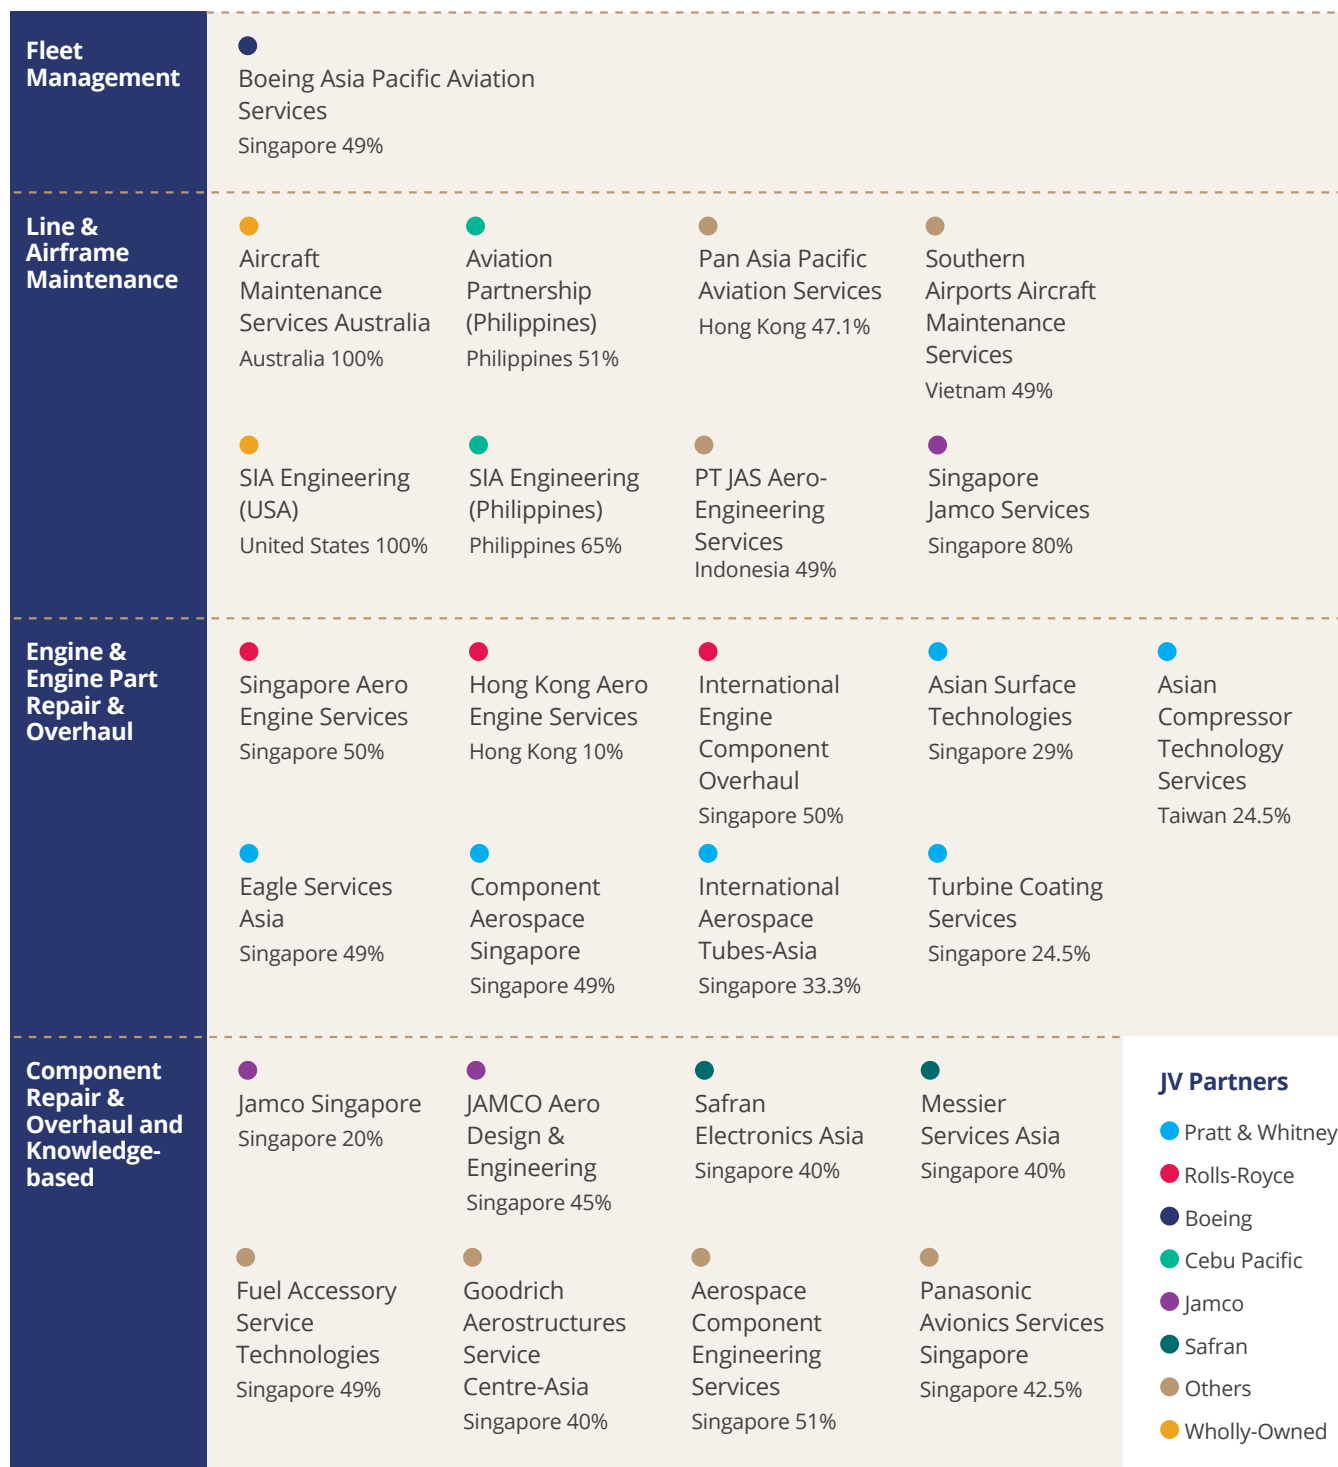 Fleet
Management
Boeing Asia Pacific Aviation
Services
Singapore 49%
Line &
Airframe
Maintenance
Aircraft
Maintenance
Services Australia
Australia 100%
Aviation
Partnership
(Philippines)
Philippines 51%
Pan Asia Pacific
Aviation Services
Hong Kong 47.1%
Southern
Airports Aircraft
Maintenance
Services
Vietnam 49%
SIA Engineering
(USA)
United States 100%
SIA Engineering
(Philippines)
Philippines 65%
PT JAS Aero-
Engineering
Services
Indonesia 49%
Singapore
Jamco Services
Singapore 80%
Engine &
Engine Part
Repair &
Overhaul
Singapore Aero
Engine Services
Singapore 50%
Hong Kong Aero
Engine Services
Hong Kong 10%
International
Engine
Component
Overhaul
Singapore 50%
Asian Surface
Technologies
Singapore 29%
Asian
Compressor
Technology
Services
Taiwan 24.5%
Eagle Services
Asia
Singapore 49%
Component
Aerospace
Singapore
Singapore 49%
International
Aerospace
Tubes-Asia
Singapore 33.3%
Turbine Coating
Services
Singapore 24.5%
Component
Repair &
Overhaul and
Knowledge-
based
Jamco Singapore
Singapore 20%
JAMCO Aero
Design &
Engineering
Singapore 45%
Safran
Electronics Asia
Singapore 40%
Messier
Services Asia
Singapore 40%
Fuel Accessory
Service
Technologies
Singapore 49%
Goodrich
Aerostructures
Service
Centre-Asia
Singapore 40%
Aerospace
Component
Engineering
Services
Singapore 51%
Panasonic
Avionics Services
Singapore
Singapore 42.5%
JV Partners
Pratt & Whitney
Rolls-Royce
Boeing
Cebu Pacific
Jamco
Safran
Others
Wholly-Owned